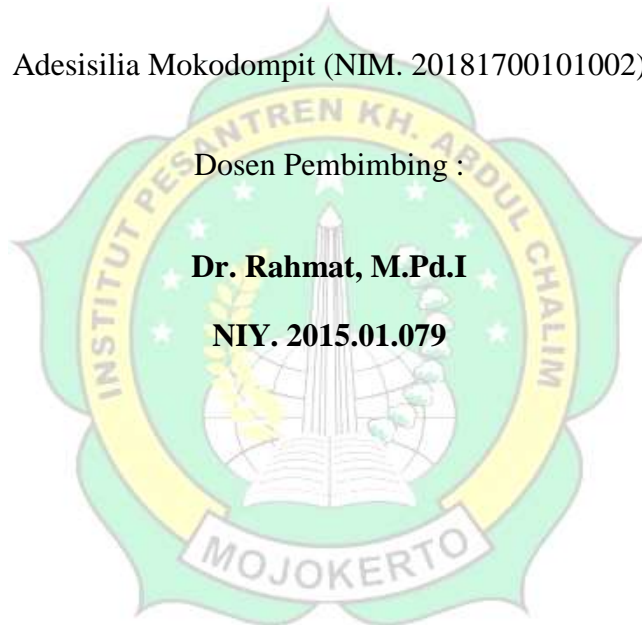 Adesisilia Mokodompit (NIM. 20181700101002)
INSTITUT PESANTREN KH. ABDUL CHALIM
Dosen Pembimbing :
Dr. Rahmat, M.Pd.I
NIY. 2015.01.079
MOJOKERTO